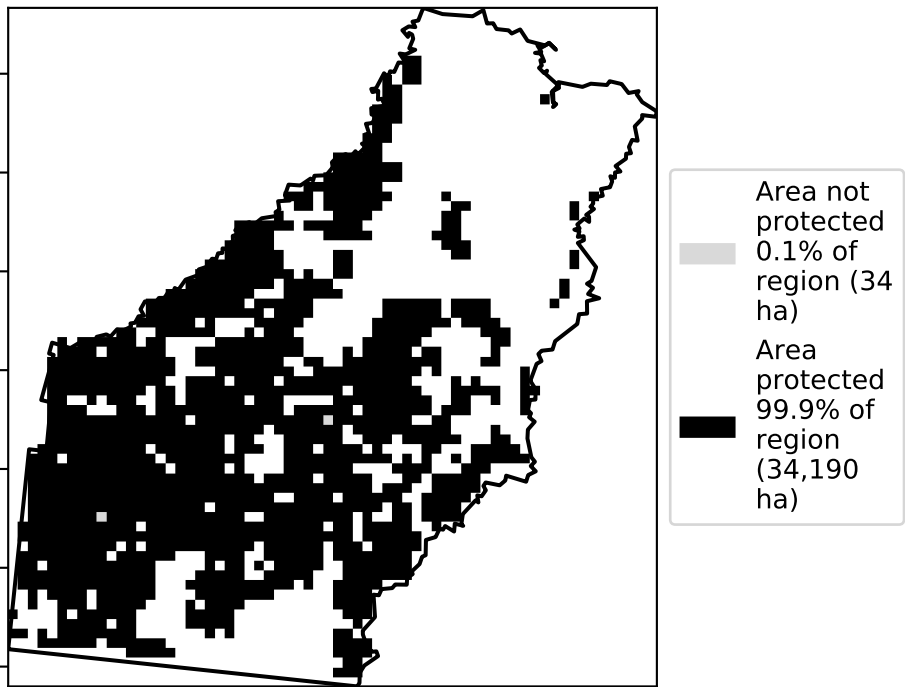 Area not
protected
0.1% of
region (34
ha)
Area
protected
99.9% of
region
(34,190
ha)